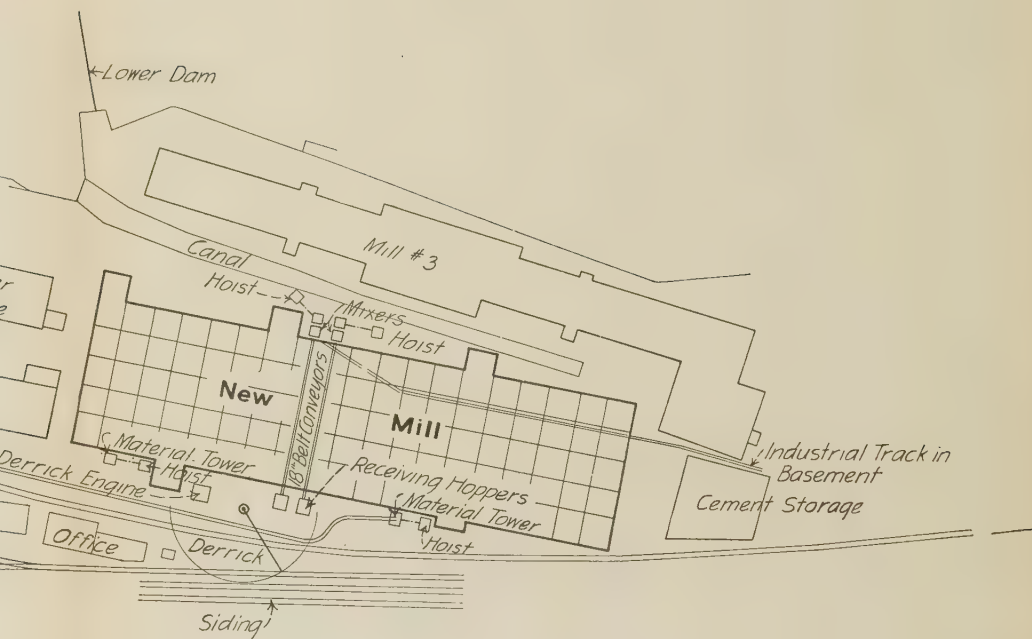 Lower Dam
Canal
Mill #3
Hoist
Mixers
Hoist
New
Mill
18" Belt Conveyors
Material Tower
Hoist
Derrick Engine
Receiving Hoppers
Material Tower
Hoist
Industrial Track in
Basement
Cement Storage
Office
Derrick
Siding